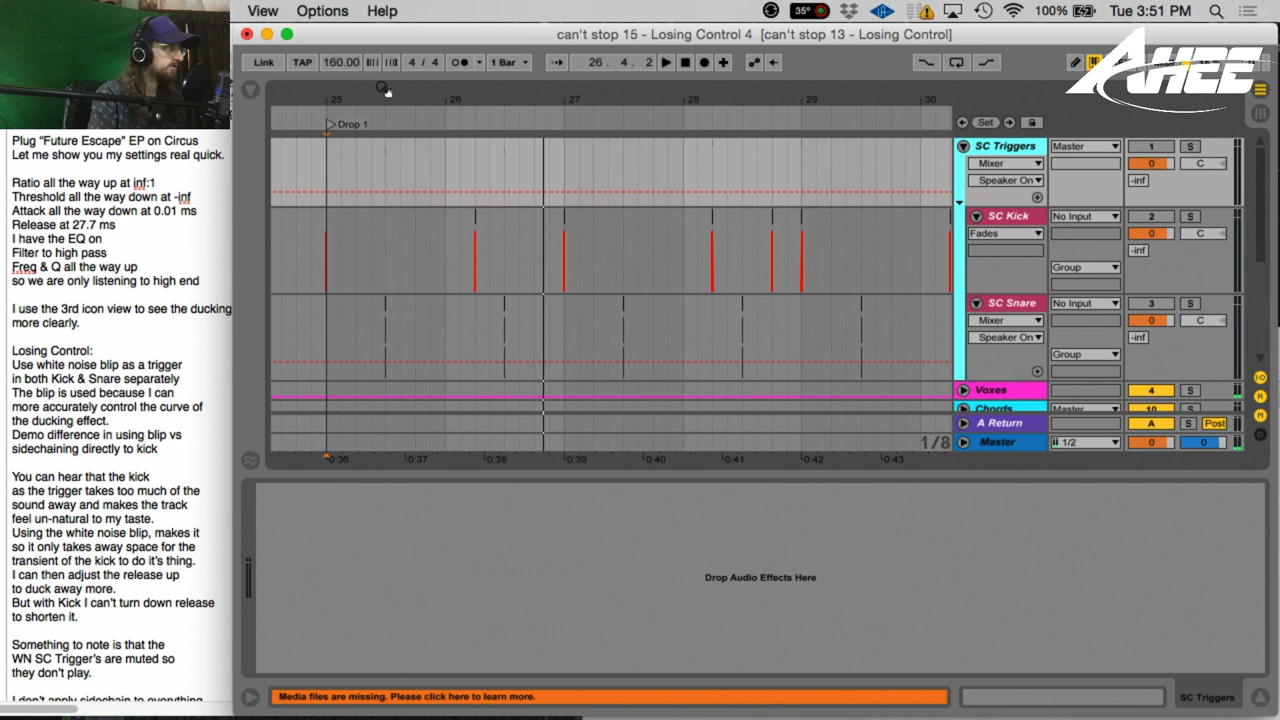 View Options Help
35° 100% Tue 3:51 PM
can't stop 15 - Losing Control 4 [can't stop 13 - Losing Control]
AHEE
Link TAP 160.00 4 / 4 1 Bar 26. 4. 2
25 26 27 28 29 30
Drop 1
Set
SC Triggers Master 1 S
Mixer 0 C
Speaker On -inf
SC Kick No Input 2 S
Fades 0 C
-inf
Group
SC Snare No Input 3 S
Mixer 0 C
Speaker On -inf
Group
Voxes 4 S
Chords Master 10 S
A Return A S Post
1/8 Master 1/2 0 0
0:36 0:37 0:38 0:39 0:40 0:41 0:42 0:43
I-O
R
M
D
Drop Audio Effects Here
Media files are missing. Please click here to learn more.
SC Triggers
Plug “Future Escape” EP on Circus
Let me show you my settings real quick.
Ratio all the way up at inf:1
Threshold all the way down at -inf
Attack all the way down at 0.01 ms
Release at 27.7 ms
I have the EQ on
Filter to high pass
Freq & Q all the way up
so we are only listening to high end
I use the 3rd icon view to see the ducking
more clearly.
Losing Control:
Use white noise blip as a trigger
in both Kick & Snare separately
The blip is used because I can
more accurately control the curve of
the ducking effect.
Demo difference in using blip vs
sidechaining directly to kick
You can hear that the kick
as the trigger takes too much of the
sound away and makes the track
feel un-natural to my taste.
Using the white noise blip, makes it
so it only takes away space for the
transient of the kick to do it’s thing.
I can then adjust the release up
to duck away more.
But with Kick I can’t turn down release
to shorten it.
Something to note is that the
WN SC Trigger’s are muted so
they don’t play.
I don’t apply sidechain to everything